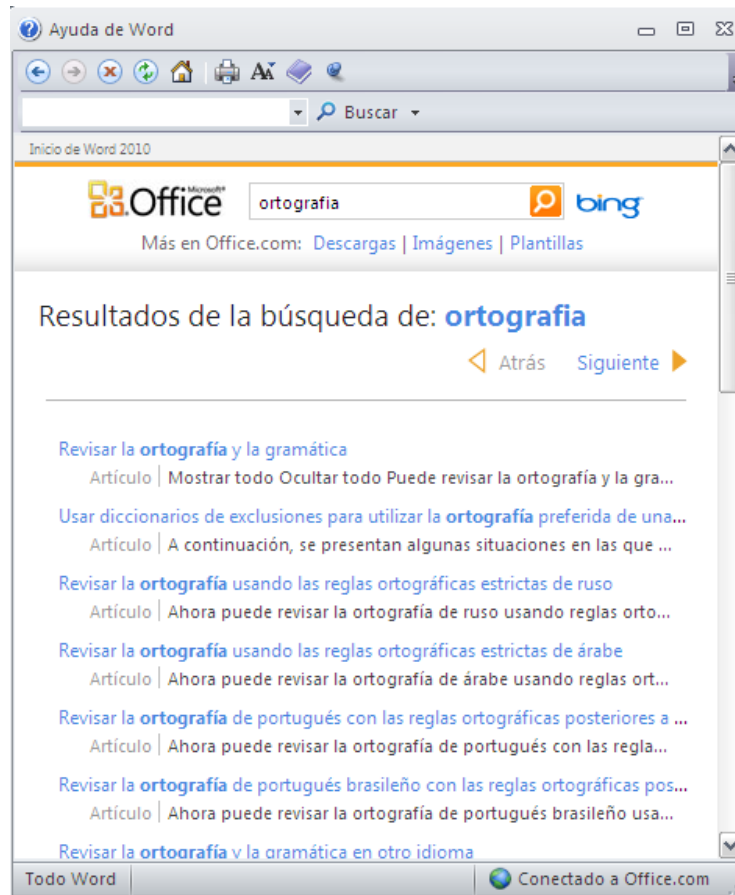 Ayuda de Word
Buscar
Inicio de Word 2010
Microsoft® Office ortografia bing
Más en Office.com: Descargas | Imágenes | Plantillas
Resultados de la búsqueda de: ortografia
Atrás Siguiente
Revisar la ortografía y la gramática
Artículo | Mostrar todo Ocultar todo Puede revisar la ortografía y la gra...
Usar diccionarios de exclusiones para utilizar la ortografía preferida de una...
Artículo | A continuación, se presentan algunas situaciones en las que ...
Revisar la ortografía usando las reglas ortográficas estrictas de ruso
Artículo | Ahora puede revisar la ortografía de ruso usando reglas orto...
Revisar la ortografía usando las reglas ortográficas estrictas de árabe
Artículo | Ahora puede revisar la ortografía de árabe usando reglas ort...
Revisar la ortografía de portugués con las reglas ortográficas posteriores a ...
Artículo | Ahora puede revisar la ortografía de portugués con las regla...
Revisar la ortografía de portugués brasileño con las reglas ortográficas pos...
Artículo | Ahora puede revisar la ortografía de portugués brasileño usa...
Revisar la ortografía y la gramática en otro idioma
Todo Word Conectado a Office.com